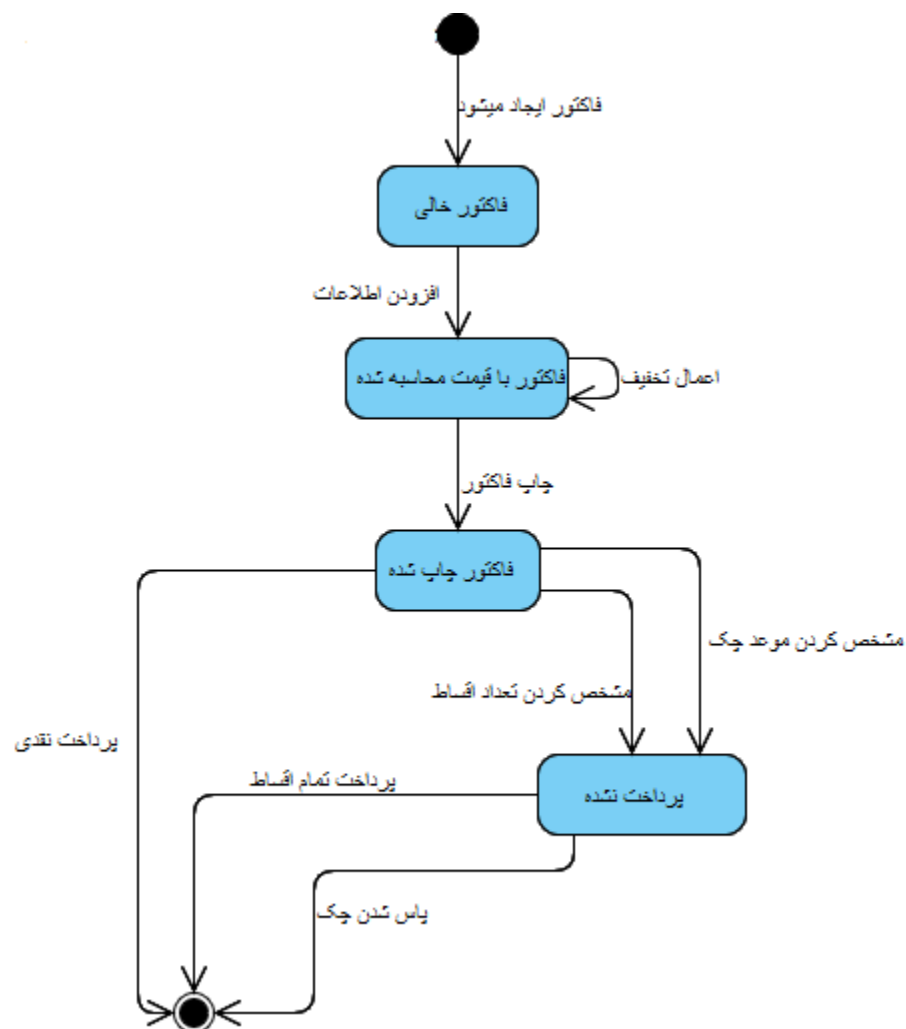 فاکتور ایجاد میشود
فاکتور خالی
افزودن اطلاعات
فاکتور با قیمت محاسبه شده
اعمال تخفیف
چاپ فاکتور
فاکتور چاپ شده
مشخص کردن موعد چک
مشخص کردن تعداد اقساط
پرداخت نقدی
پرداخت تمام اقساط
پرداخت نشده
پاس شدن چک